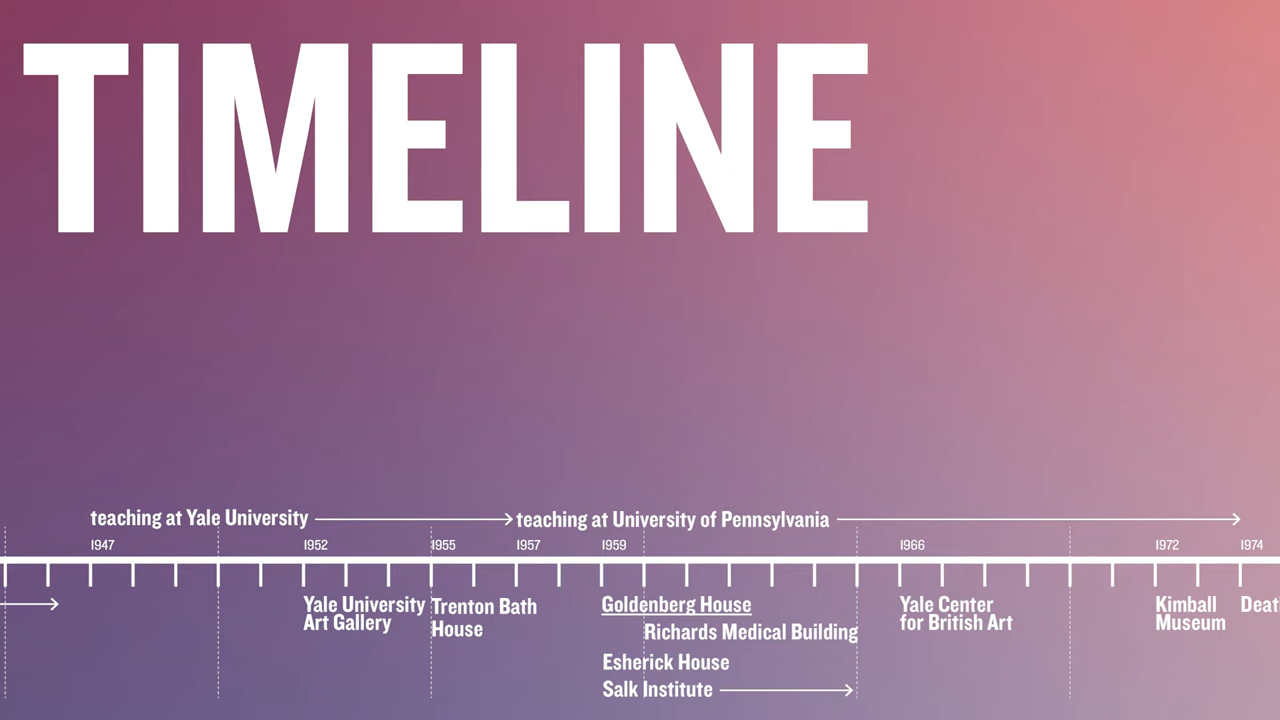 TIMELINE
teaching at Yale University
teaching at University of Pennsylvania
1947
1952
1955
1957
1959
1966
1972
1974
Yale University
Art Gallery
Trenton Bath
House
Goldenberg House
Richards Medical Building
Esherick House
Salk Institute
Yale Center
for British Art
Kimball
Museum
Deat